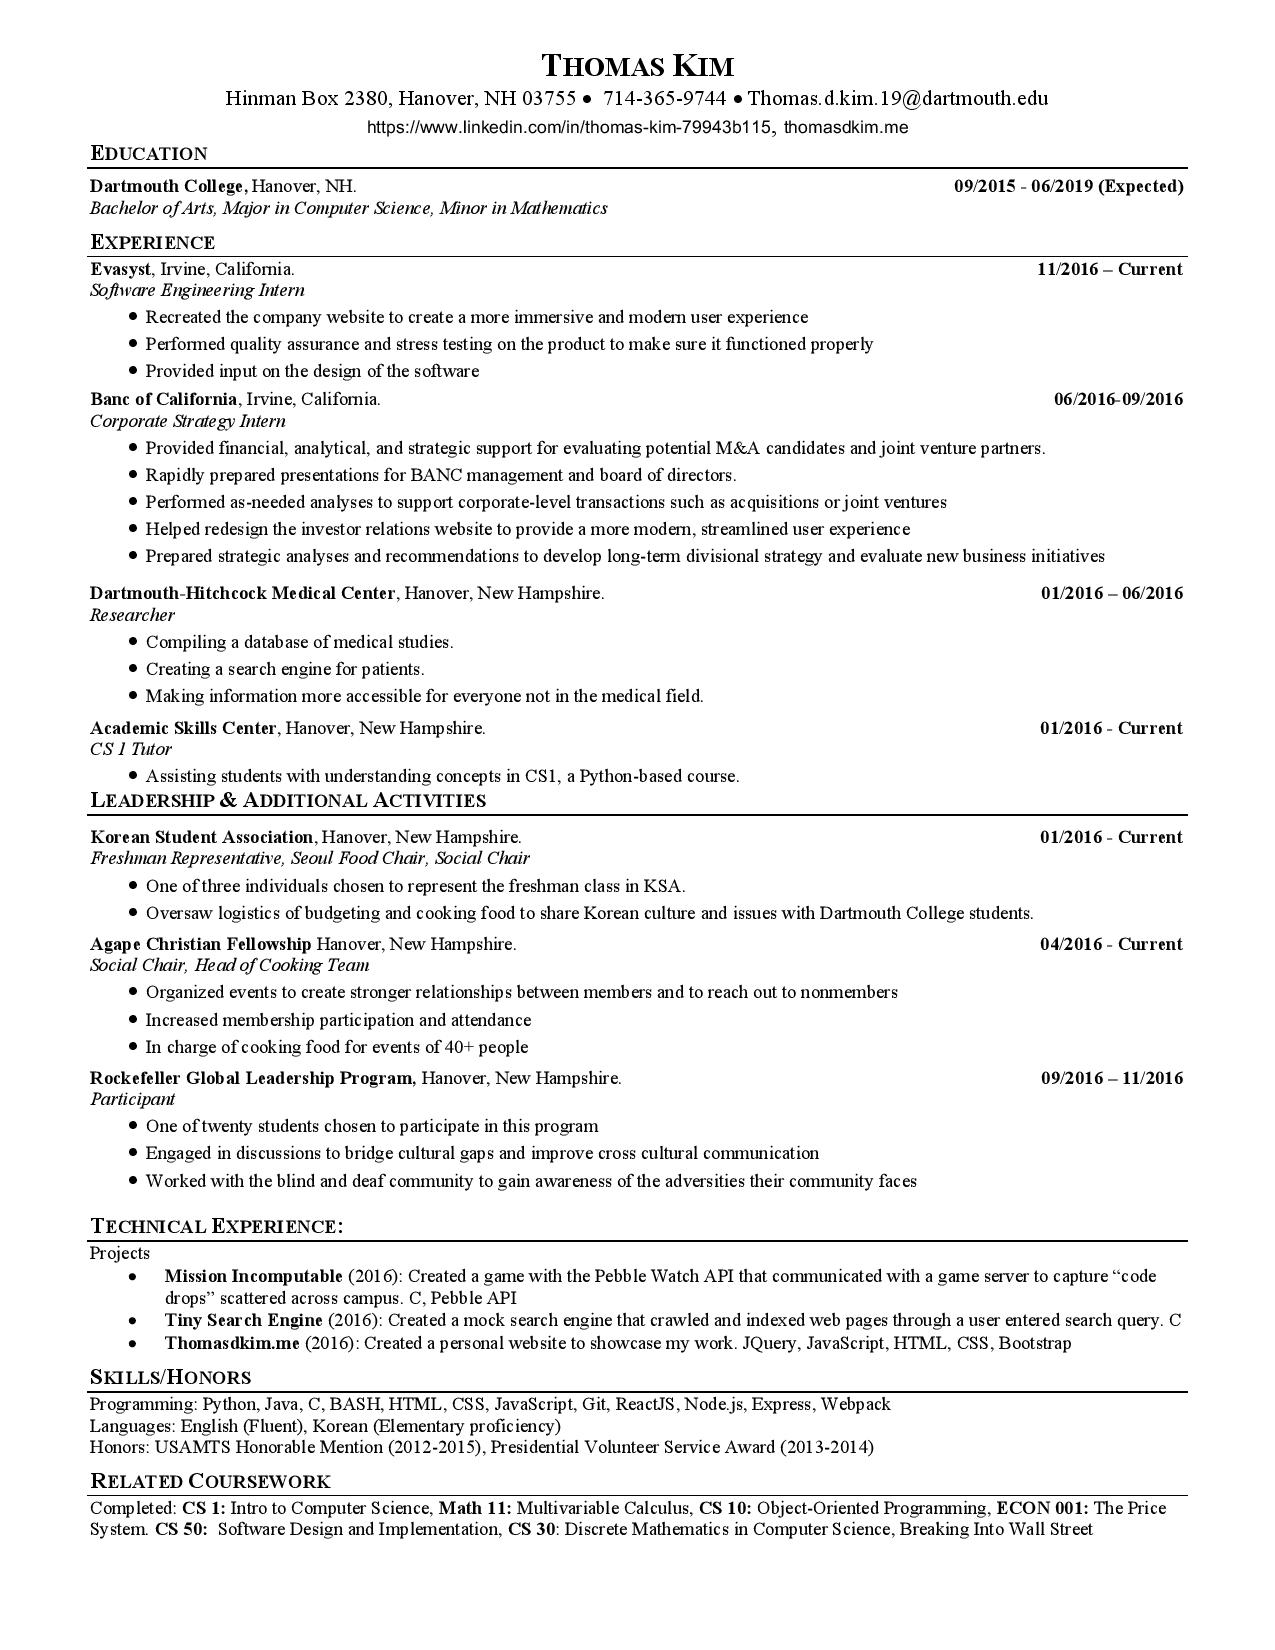 THOMAS KIM
Hinman Box 2380, Hanover, NH 03755 ● 714-365-9744 ● Thomas.d.kim.19@dartmouth.edu
https://www.linkedin.com/in/thomas-kim-79943b115, thomasdkim.me
EDUCATION
Dartmouth College, Hanover, NH. 09/2015 - 06/2019 (Expected)
Bachelor of Arts, Major in Computer Science, Minor in Mathematics
EXPERIENCE
Evasyst, Irvine, California. 11/2016 – Current
Software Engineering Intern
● Recreated the company website to create a more immersive and modern user experience
● Performed quality assurance and stress testing on the product to make sure it functioned properly
● Provided input on the design of the software
Banc of California, Irvine, California. 06/2016-09/2016
Corporate Strategy Intern
● Provided financial, analytical, and strategic support for evaluating potential M&A candidates and joint venture partners.
● Rapidly prepared presentations for BANC management and board of directors.
● Performed as-needed analyses to support corporate-level transactions such as acquisitions or joint ventures
● Helped redesign the investor relations website to provide a more modern, streamlined user experience
● Prepared strategic analyses and recommendations to develop long-term divisional strategy and evaluate new business initiatives
Dartmouth-Hitchcock Medical Center, Hanover, New Hampshire. 01/2016 – 06/2016
Researcher
● Compiling a database of medical studies.
● Creating a search engine for patients.
● Making information more accessible for everyone not in the medical field.
Academic Skills Center, Hanover, New Hampshire. 01/2016 - Current
CS 1 Tutor
● Assisting students with understanding concepts in CS1, a Python-based course.
LEADERSHIP & ADDITIONAL ACTIVITIES
Korean Student Association, Hanover, New Hampshire. 01/2016 - Current
Freshman Representative, Seoul Food Chair, Social Chair
● One of three individuals chosen to represent the freshman class in KSA.
● Oversaw logistics of budgeting and cooking food to share Korean culture and issues with Dartmouth College students.
Agape Christian Fellowship Hanover, New Hampshire. 04/2016 - Current
Social Chair, Head of Cooking Team
● Organized events to create stronger relationships between members and to reach out to nonmembers
● Increased membership participation and attendance
● In charge of cooking food for events of 40+ people
Rockefeller Global Leadership Program, Hanover, New Hampshire. 09/2016 – 11/2016
Participant
● One of twenty students chosen to participate in this program
● Engaged in discussions to bridge cultural gaps and improve cross cultural communication
● Worked with the blind and deaf community to gain awareness of the adversities their community faces
TECHNICAL EXPERIENCE:
Projects
● Mission Incomputable (2016): Created a game with the Pebble Watch API that communicated with a game server to capture “code
drops” scattered across campus. C, Pebble API
● Tiny Search Engine (2016): Created a mock search engine that crawled and indexed web pages through a user entered search query. C
● Thomasdkim.me (2016): Created a personal website to showcase my work. JQuery, JavaScript, HTML, CSS, Bootstrap
SKILLS/HONORS
Programming: Python, Java, C, BASH, HTML, CSS, JavaScript, Git, ReactJS, Node.js, Express, Webpack
Languages: English (Fluent), Korean (Elementary proficiency)
Honors: USAMTS Honorable Mention (2012-2015), Presidential Volunteer Service Award (2013-2014)
RELATED COURSEWORK
Completed: CS 1: Intro to Computer Science, Math 11: Multivariable Calculus, CS 10: Object-Oriented Programming, ECON 001: The Price
System. CS 50: Software Design and Implementation, CS 30: Discrete Mathematics in Computer Science, Breaking Into Wall Street